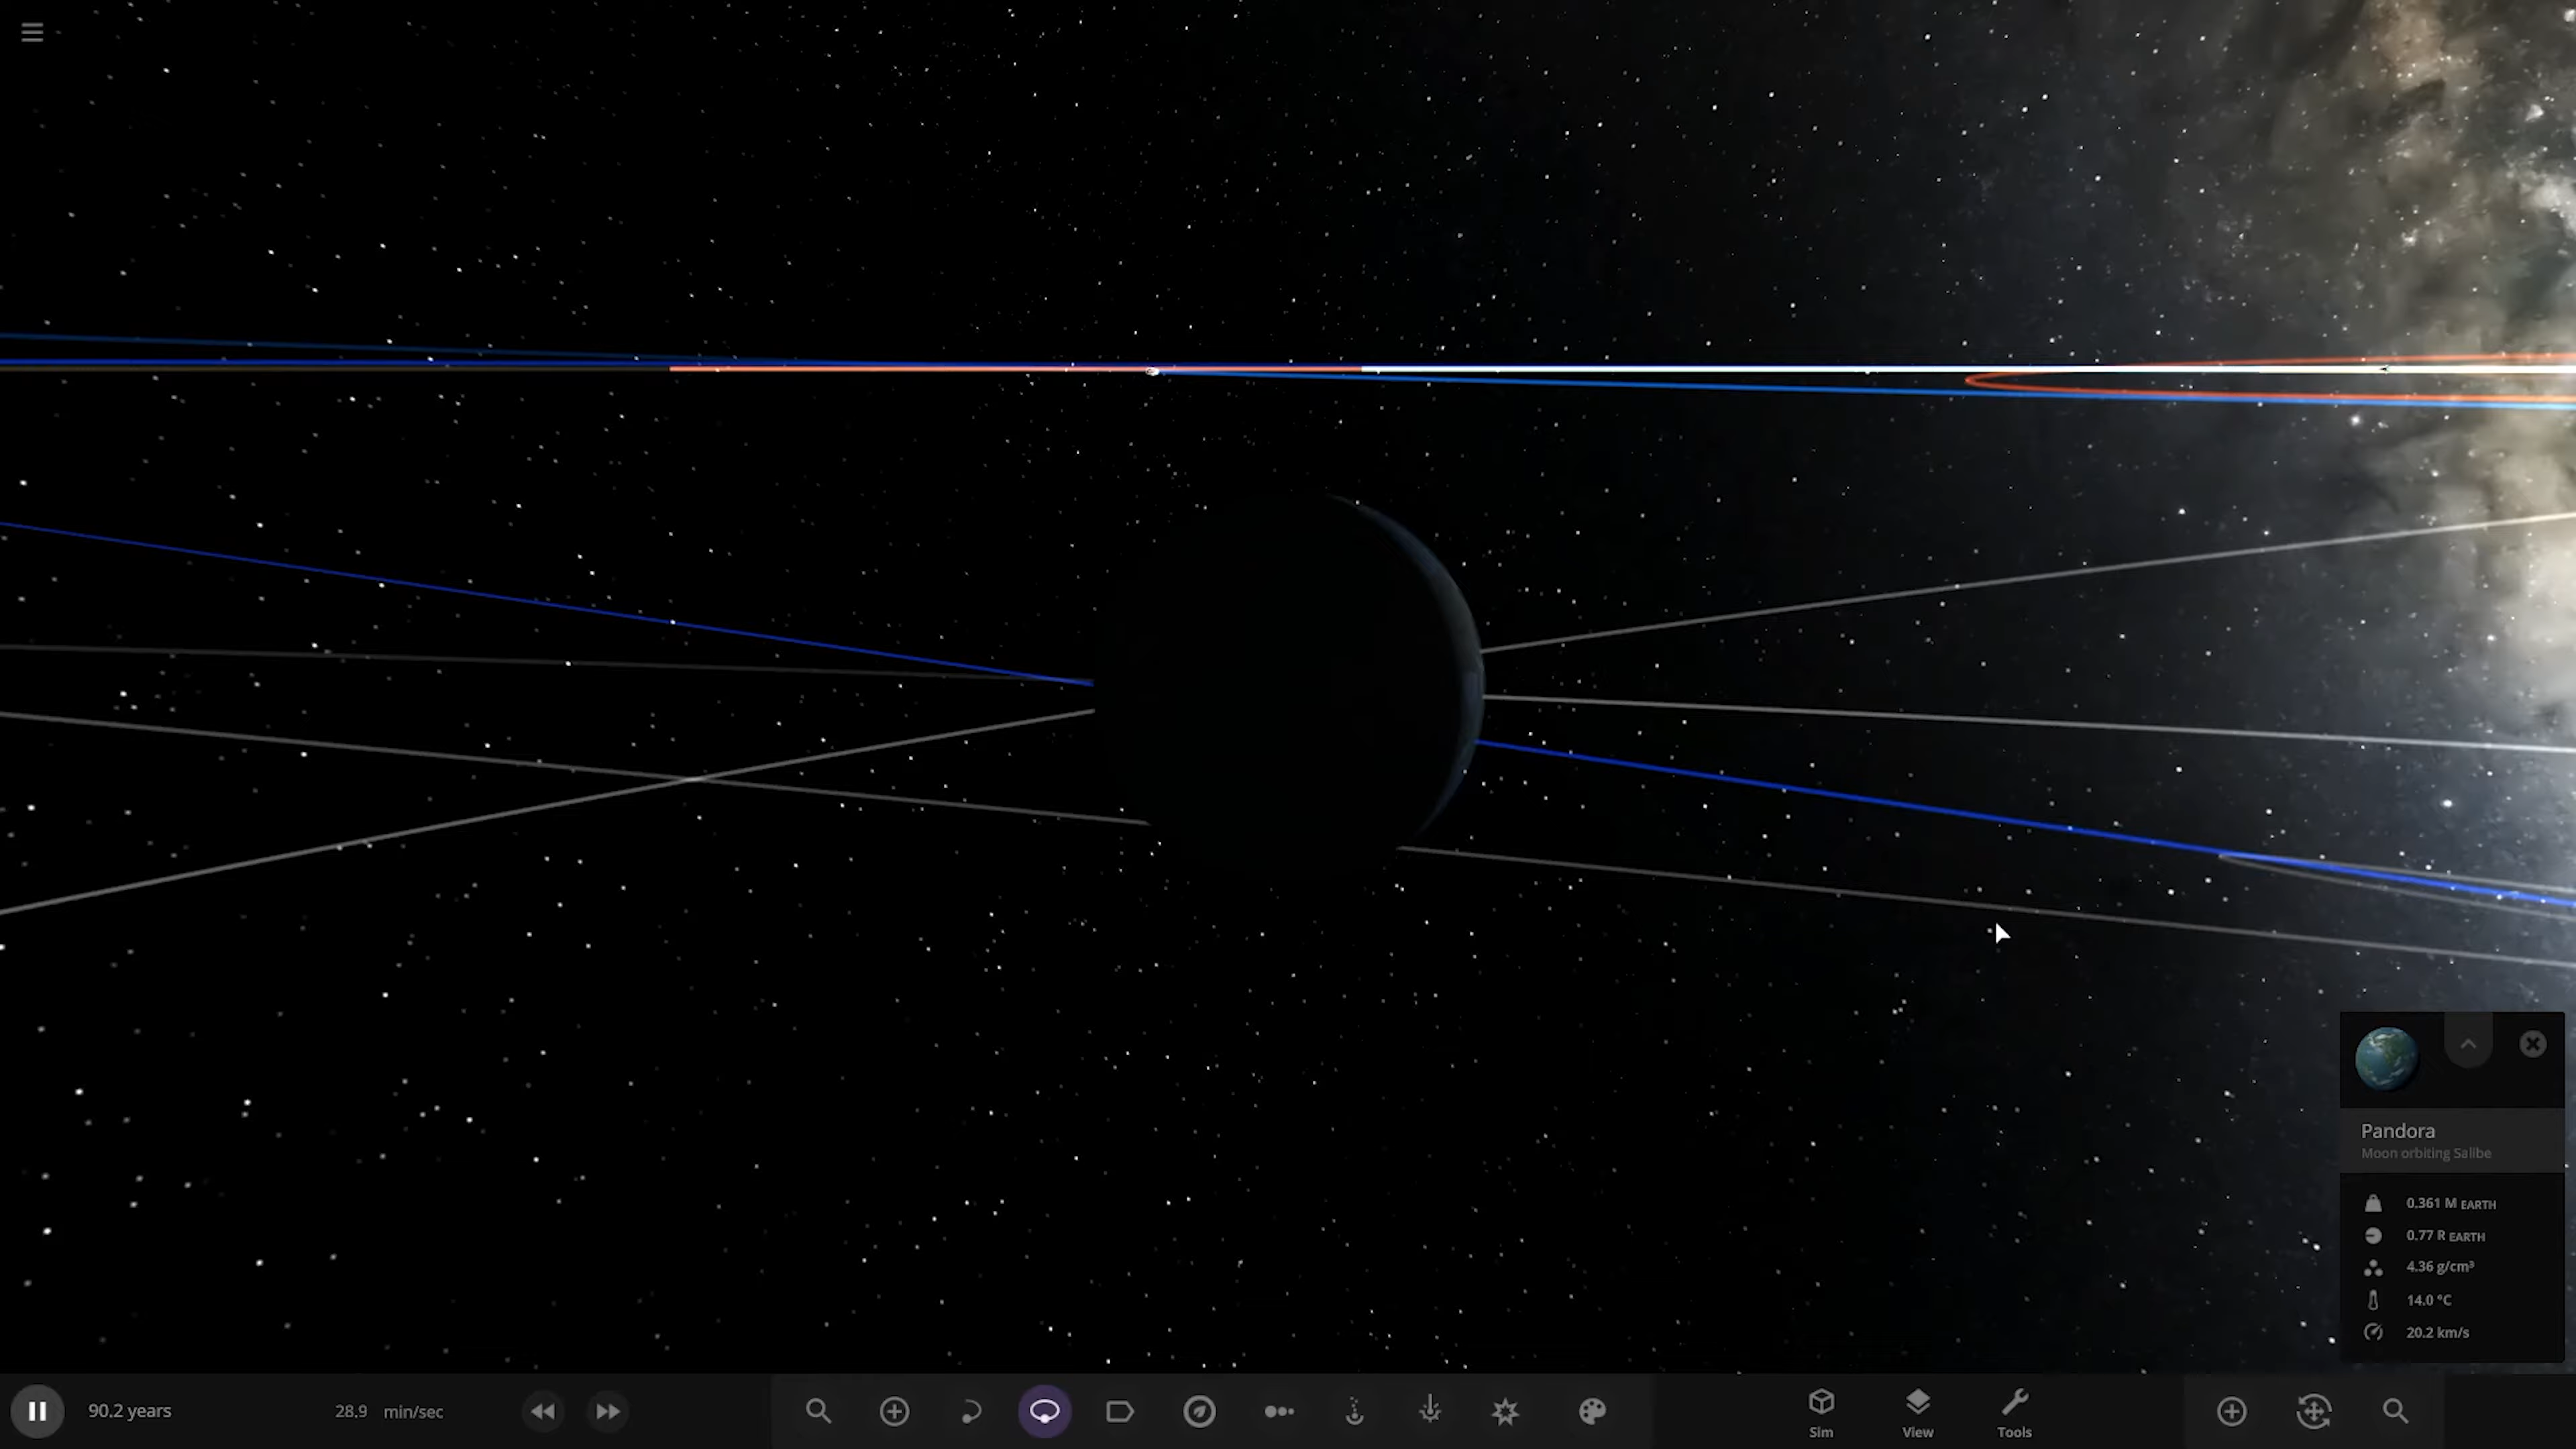 Pandora
Moon orbiting Salibe
0.361 M EARTH
0.77 R EARTH
4.36 g/cm³
14.0 °C
20.2 km/s
90.2 years
28.9 min/sec
Sim
View
Tools